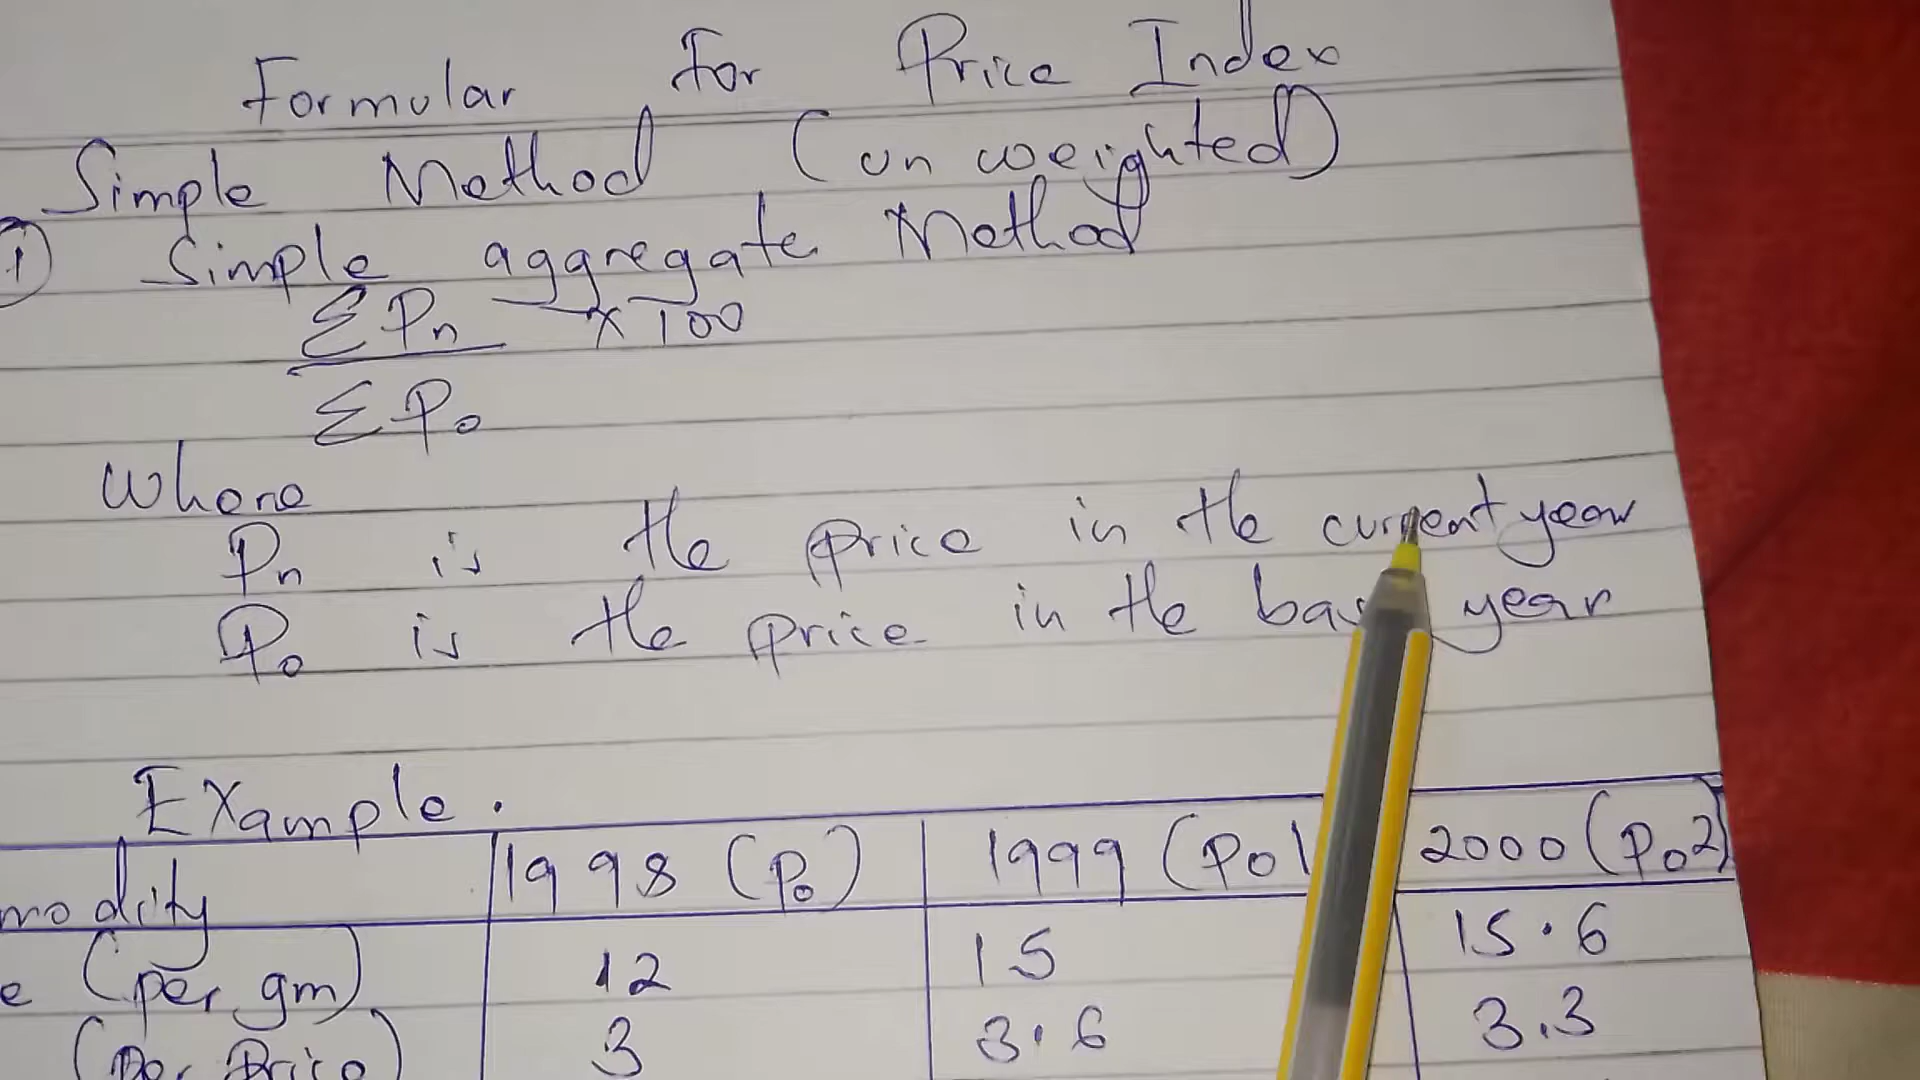 Formular For Price Index
Simple Method (un weighted)
① Simple aggregate Method
ΣPn × 100
ΣPo
Where
Pn is the price in the current year
Po is the price in the year
Example.
modity 1998 (Po) 1999 (Po1 2000 (Po2)
e (per gm) 12 15 15.6
(per Price) 3 3.6 3.3